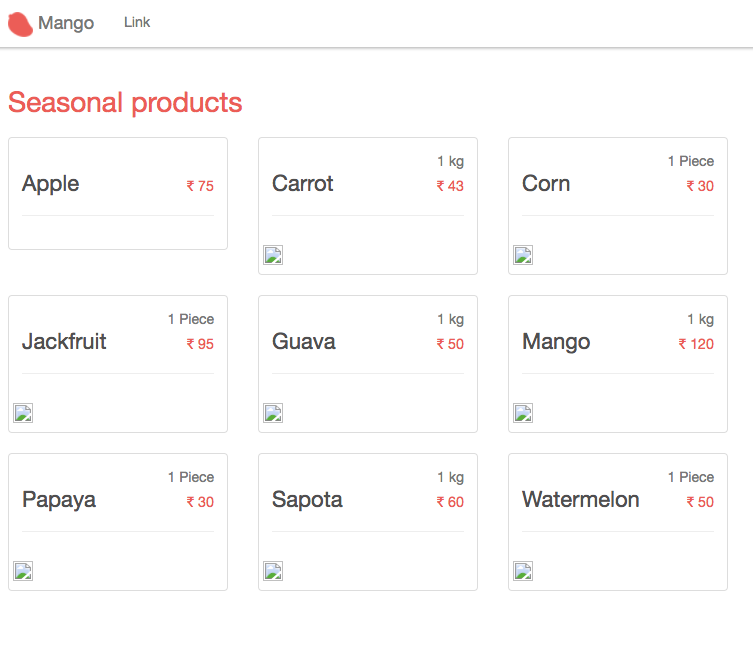 Mango Link
Seasonal products
Apple ₹ 75
1 kg
Carrot ₹ 43
1 Piece
Corn ₹ 30
1 Piece
Jackfruit ₹ 95
1 kg
Guava ₹ 50
1 kg
Mango ₹ 120
1 Piece
Papaya ₹ 30
1 kg
Sapota ₹ 60
1 Piece
Watermelon ₹ 50